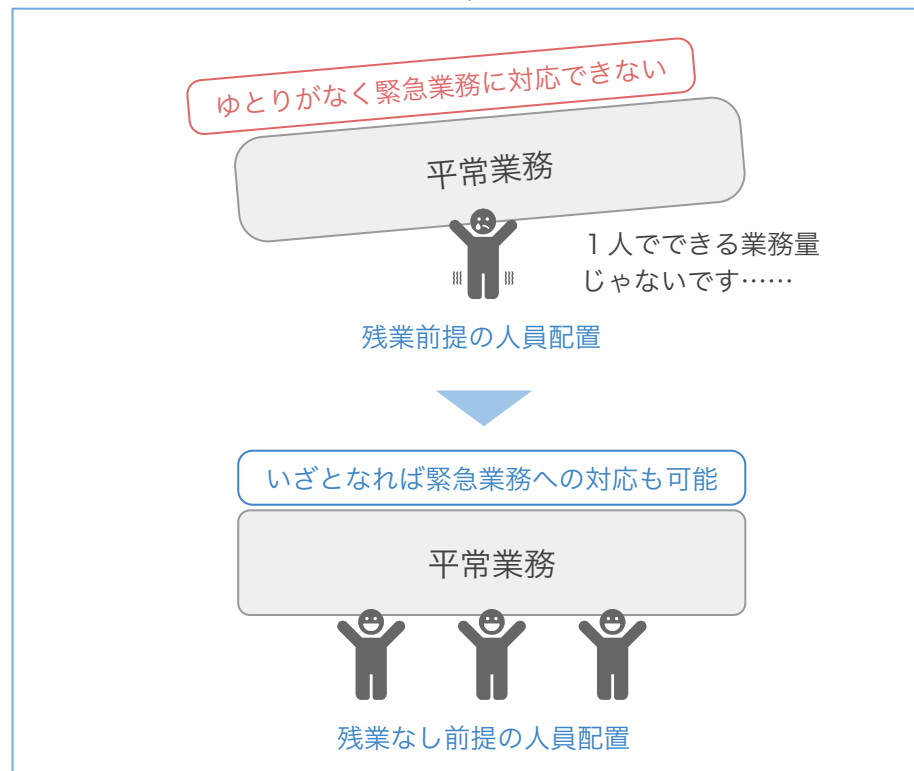 ゆとりがなく緊急業務に対応できない
平常業務
１人でできる業務量
じゃないです……
残業前提の人員配置
いざとなれば緊急業務への対応も可能
平常業務
残業なし前提の人員配置